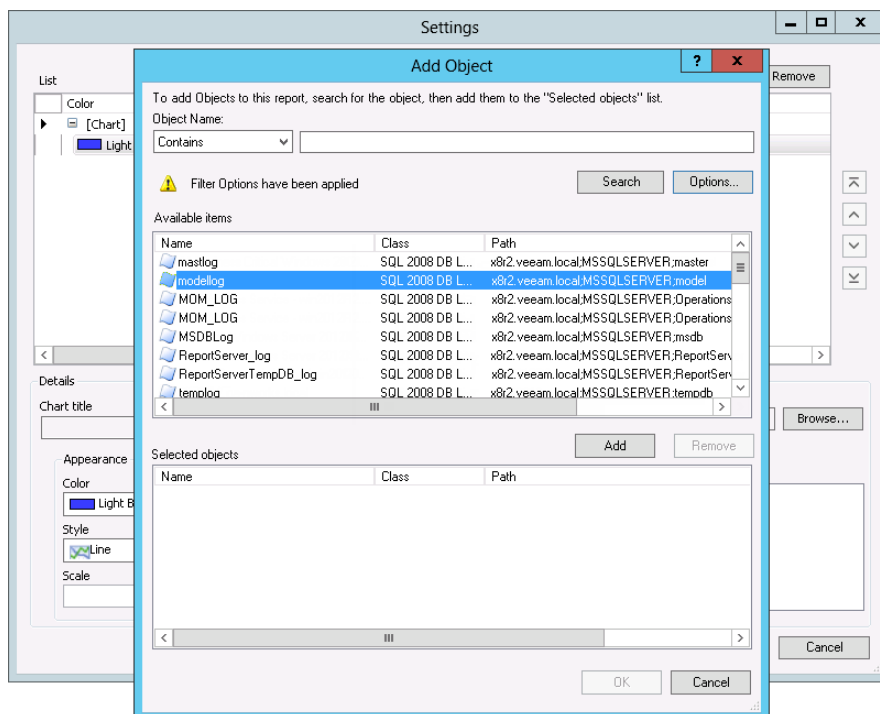 Settings
Add Object
?
x
x
List
Remove
To add Objects to this report, search for the object, then add them to the "Selected objects" list.
Color
Object Name:
[Chart]
Contains
Light
Filter Options have been applied
Search
Options...
Available items
Name Class Path
mastlog SQL 2008 DB L... x8r2.veeam.local;MSSQLSERVER;master
modellog SQL 2008 DB L... x8r2.veeam.local;MSSQLSERVER;model
MOM_LOG SQL 2008 DB L... x8r2.veeam.local;MSSQLSERVER;Operations
MOM_LOG SQL 2008 DB L... x8r2.veeam.local;MSSQLSERVER;Operations
MSDBLog SQL 2008 DB L... x8r2.veeam.local;MSSQLSERVER;msdb
ReportServer_log SQL 2008 DB L... x8r2.veeam.local;MSSQLSERVER;ReportServ
ReportServerTempDB_log SQL 2008 DB L... x8r2.veeam.local;MSSQLSERVER;ReportServ
templog SQL 2008 DB L... x8r2.veeam.local;MSSQLSERVER;tempdb
Details
Chart title
Browse...
Add
Remove
Selected objects
Appearance
Name Class Path
Color
Light B
Style
Line
Scale
Cancel
OK
Cancel